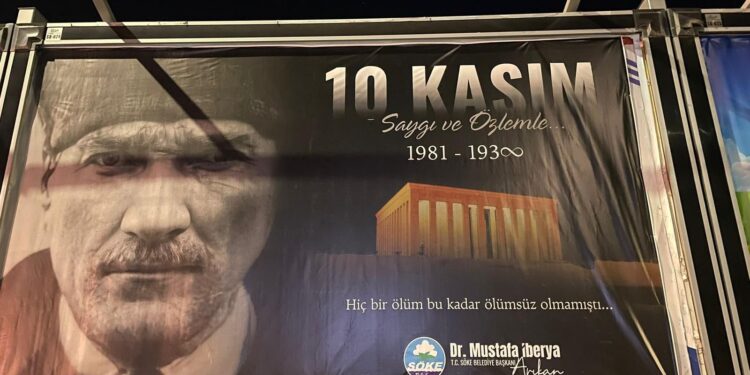 10 KASIM
Saygı ve Özlemle...
1981 - 193∞
Hiç bir ölüm bu kadar ölümsüz olmamıştı...
Dr. Mustafa İberya
T.C. SÖKE BELEDİYE BAŞKANI
Arıkan
SÖKE